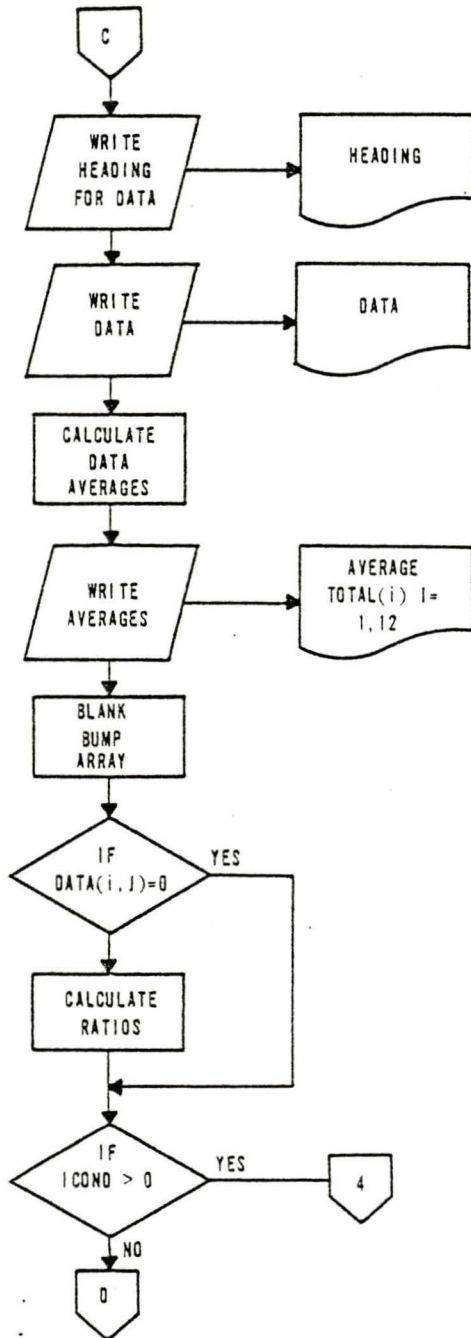 C
WRITE
HEADING
FOR DATA
HEADING
WRITE
DATA
DATA
CALCULATE
DATA
AVERAGES
WRITE
AVERAGES
AVERAGE
TOTAL(i) I=
1,12
BLANK
BUMP
ARRAY
IF
DATA(i,J)=0
YES
CALCULATE
RATIOS
IF
ICOND > 0
YES
4
NO
D